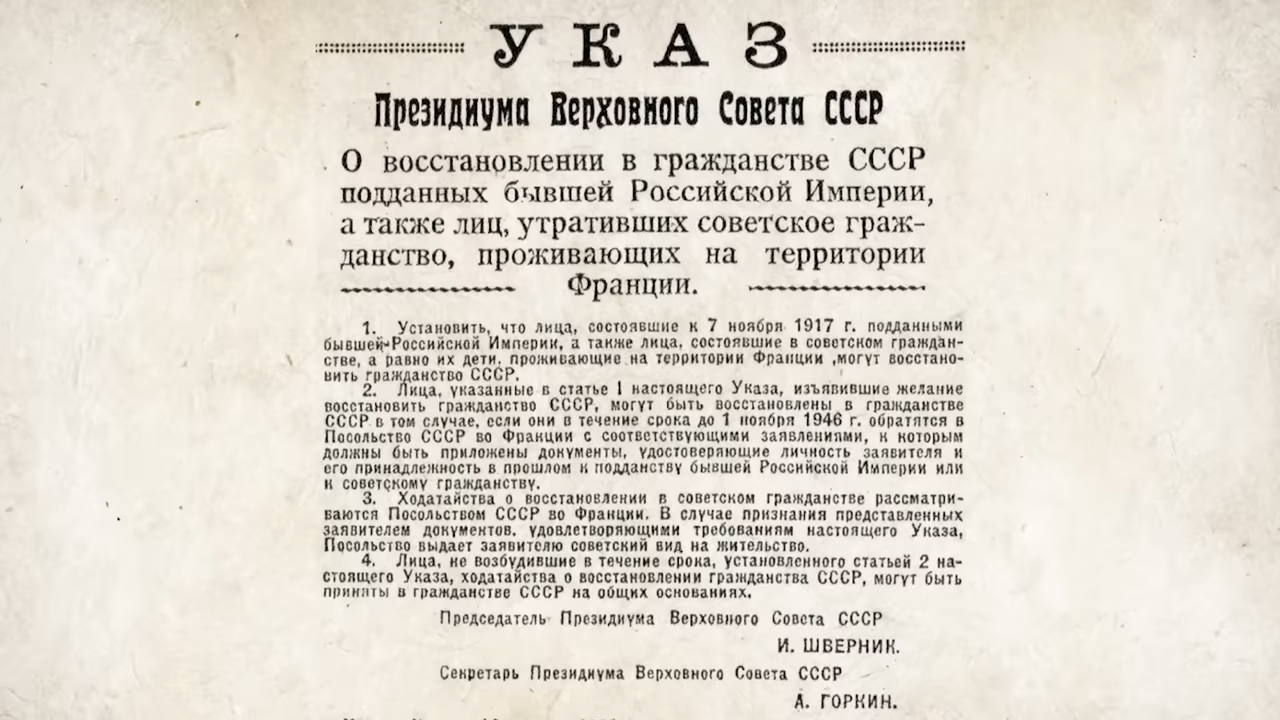 УКАЗ
Президиума Верховного Совета СССР
О восстановлении в гражданстве СССР
подданных бывшей Российской Империи,
а также лиц, утративших советское граж-
данство, проживающих на территории
Франции.
1. Установить, что лица, состоявшие к 7 ноября 1917 г. подданными
бывшей Российской Империи, а также лица, состоявшие в советском граждан-
стве, а равно их дети. проживающие на территории Франции ,могут восстано-
вить гражданство СССР.
2. Лица, указанные в статье 1 настоящего Указа, изъявившие желание
восстановить гражданство СССР, могут быть восстановлены в гражданстве
СССР в том случае, если они в течение срока до 1 ноября 1946 г. обратятся в
Посольство СССР во Франции с соответствующими заявлениями, к которым
должны быть приложены документы, удостоверяющие личность заявителя и
его принадлежность в прошлом к подданству бывшей Российской Империи или
к советскому гражданству.
3. Ходатайства о восстановлении в советском гражданстве рассматри-
ваются Посольством СССР во Франции. В случае признания представленных
заявителем документов. удовлетворяющими требованиям настоящего Указа,
Посольство выдает заявителю советский вид на жительство.
4. Лица, не возбудившие в течение срока, установленного статьей 2 на-
стоящего Указа, ходатайства о восстановлении гражданства СССР, могут быть
приняты в гражданстве СССР на общих основаниях.
Председатель Президиума Верховного Совета СССР
И. ШВЕРНИК.
Секретарь Президиума Верховного Совета СССР
А. ГОРКИН.